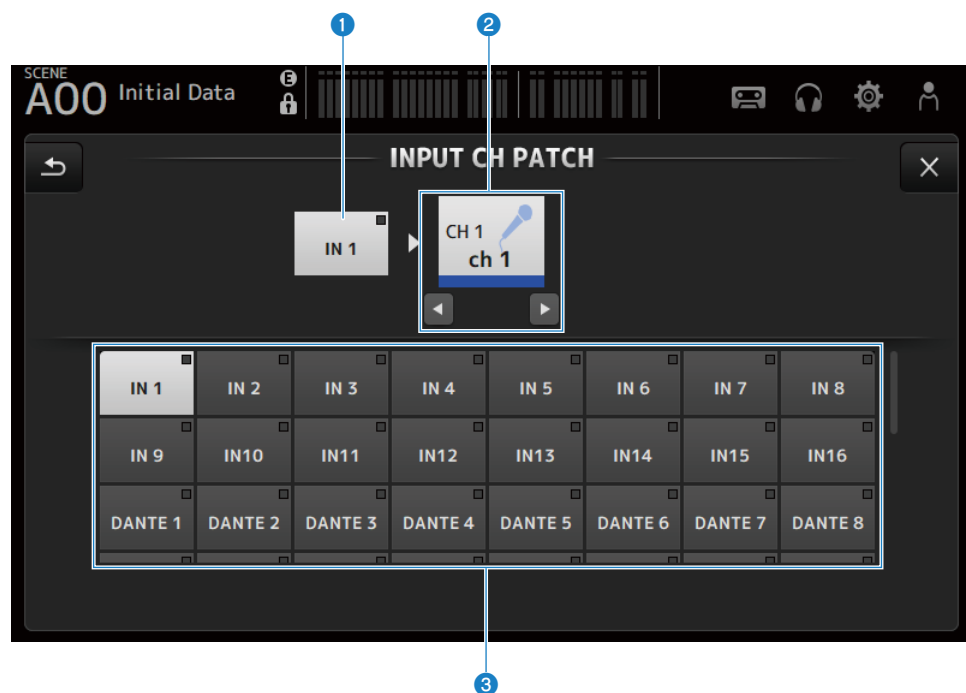 1 2
SCENE
A00 Initial Data E
INPUT CH PATCH
IN 1
CH 1
ch 1
IN 1 IN 2 IN 3 IN 4 IN 5 IN 6 IN 7 IN 8
IN 9 IN10 IN11 IN12 IN13 IN14 IN15 IN16
DANTE 1 DANTE 2 DANTE 3 DANTE 4 DANTE 5 DANTE 6 DANTE 7 DANTE 8
3